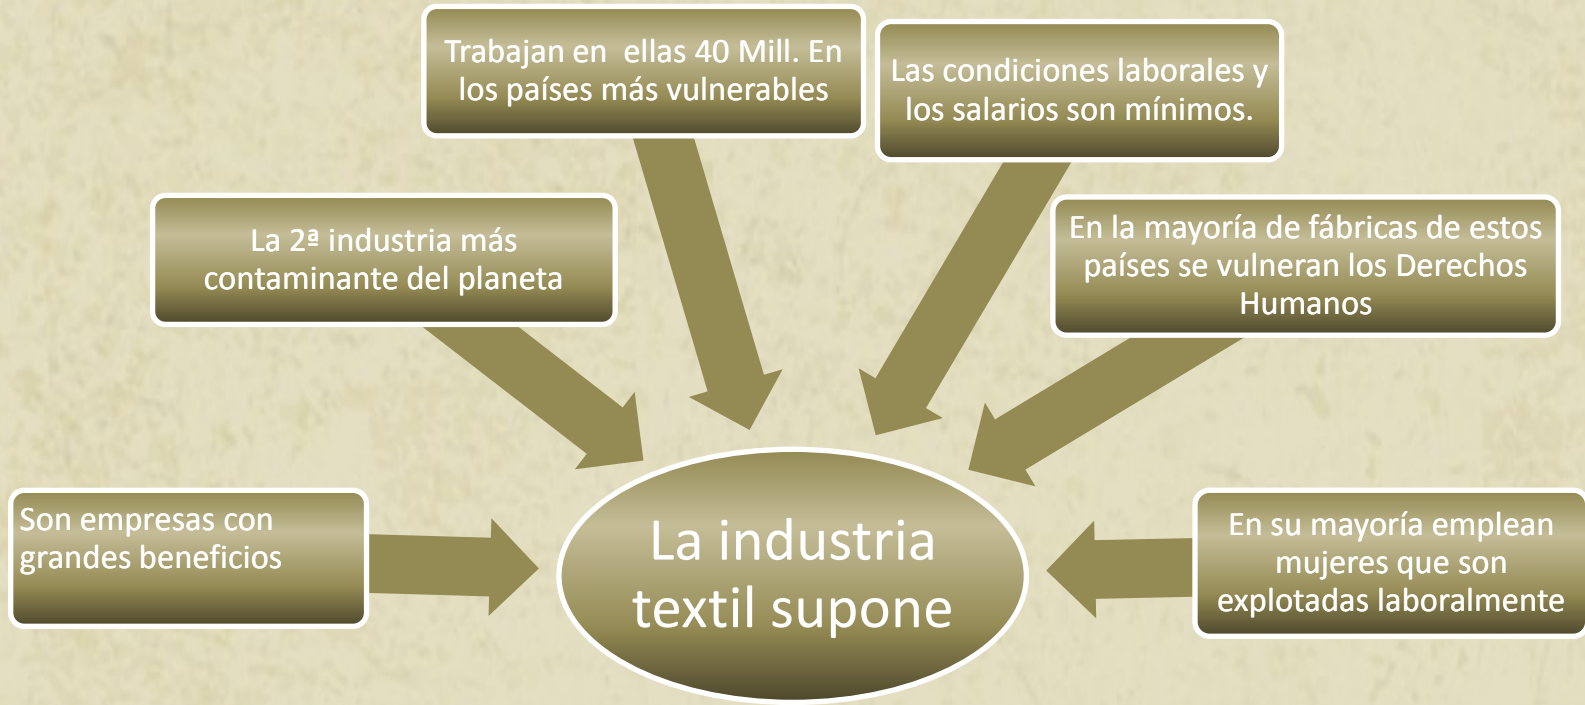 Trabajan en ellas 40 Mill. En
los países más vulnerables
Las condiciones laborales y
los salarios son mínimos.
La 2ª industria más
contaminante del planeta
En la mayoría de fábricas de estos
países se vulneran los Derechos
Humanos
Son empresas con
grandes beneficios
La industria
textil supone
En su mayoría emplean
mujeres que son
explotadas laboralmente